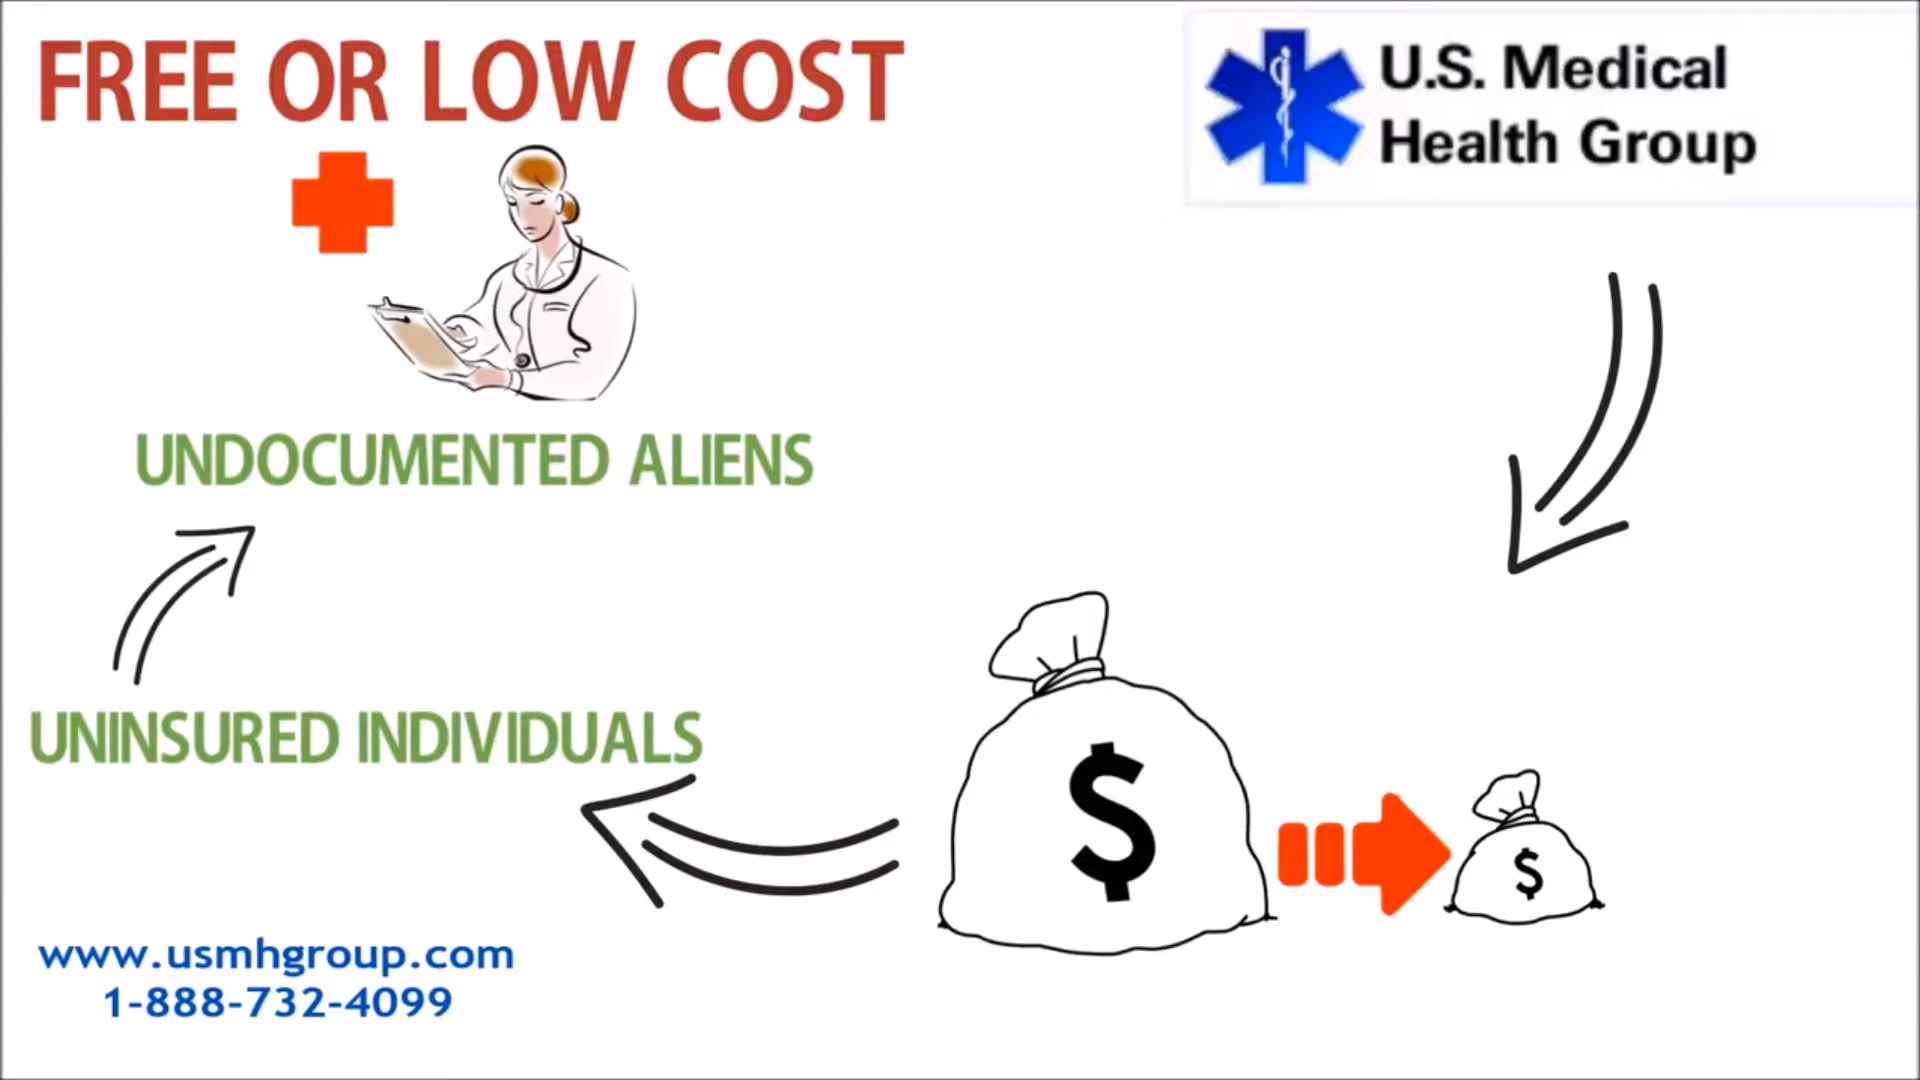 FREE OR LOW COST
U.S. Medical
Health Group
UNDOCUMENTED ALIENS
UNINSURED INDIVIDUALS
$
$
www.usmhgroup.com
1-888-732-4099